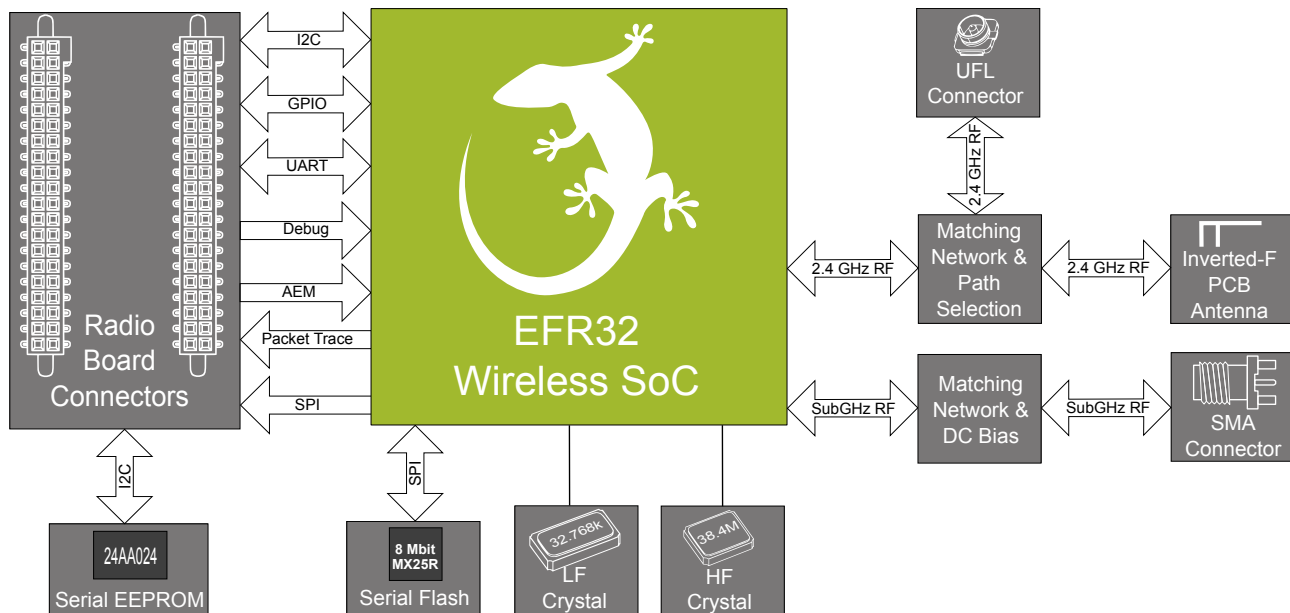 I2C
GPIO
UART
Debug
AEM
Packet Trace
SPI
Radio
Board
Connectors
EFR32
Wireless SoC
UFL
Connector
2.4 GHz RF
2.4 GHz RF
Matching
Network &
Path
Selection
2.4 GHz RF
Inverted-F
PCB
Antenna
SubGHz RF
Matching
Network &
DC Bias
SubGHz RF
SMA
Connector
I2C
24AA024
Serial EEPROM
SPI
8 Mbit
MX25R
Serial Flash
32.768k
LF
Crystal
38.4M
HF
Crystal